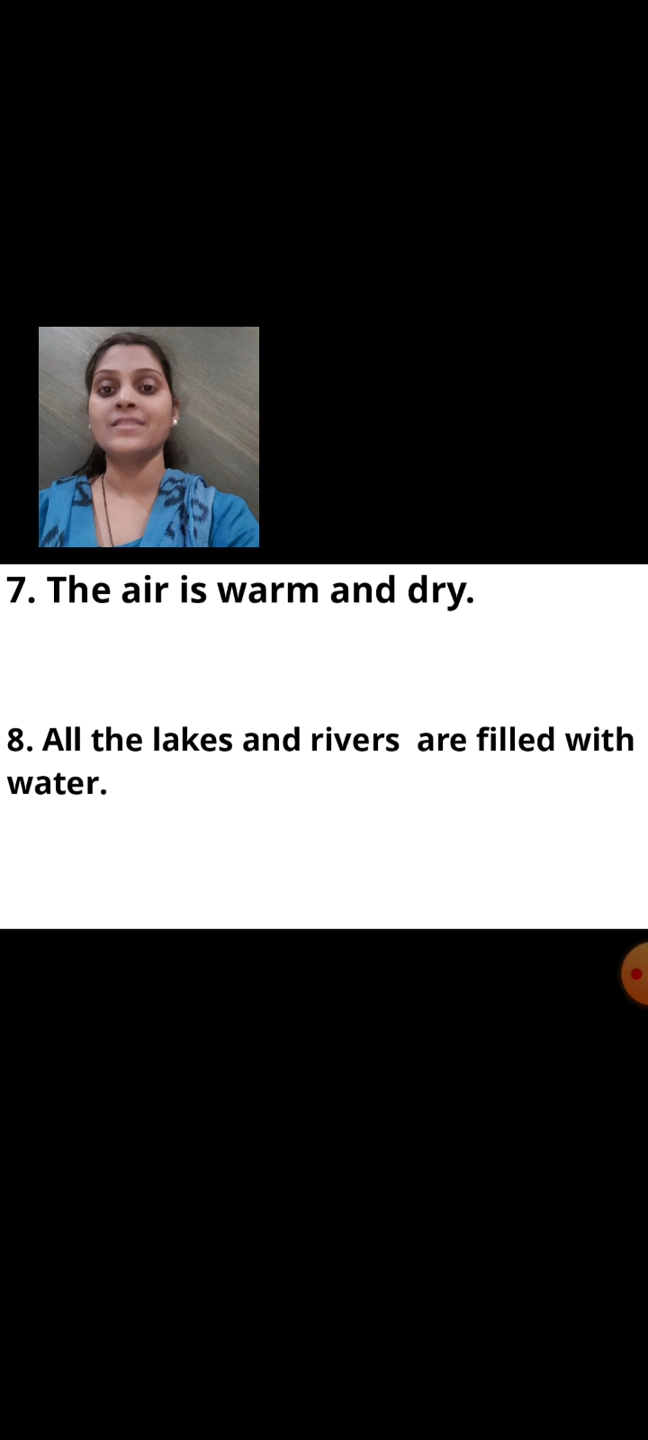 7. The air is warm and dry.
8. All the lakes and rivers  are filled with
water.